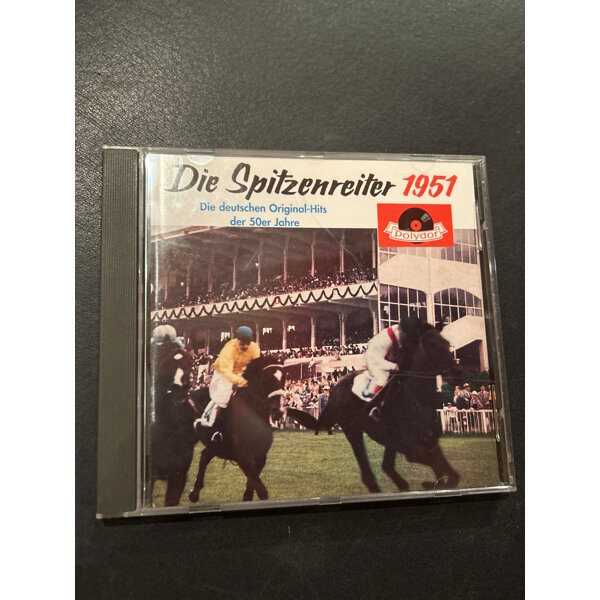 Die Spitzenreiter 1951
Die deutschen Original-Hits
der 50er Jahre
Polydor